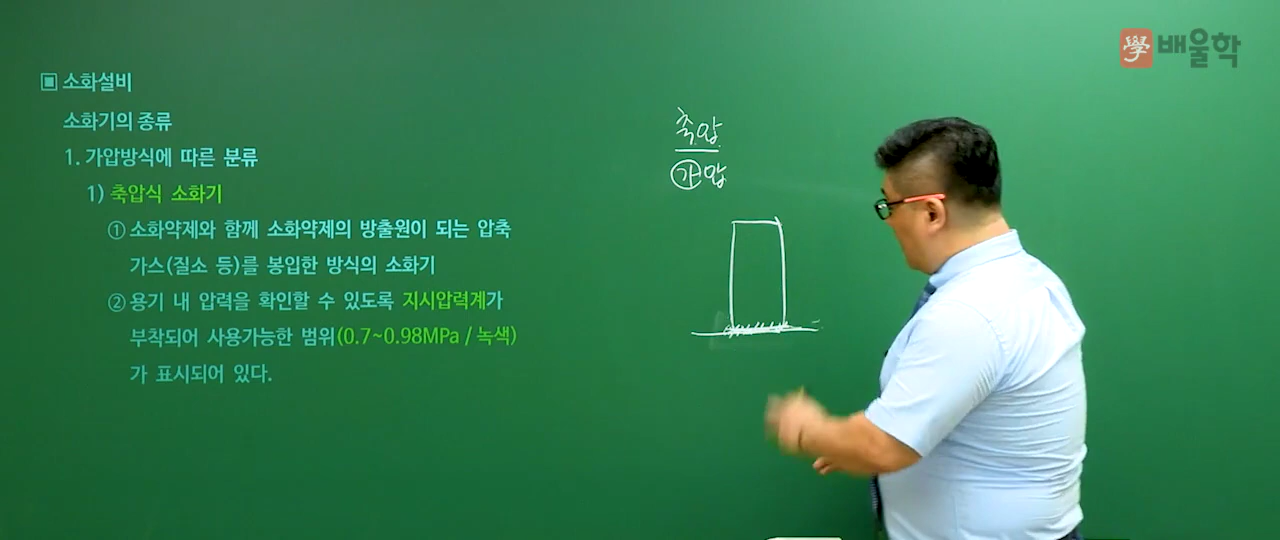 學 배울학
▣ 소화설비
소화기의 종류
1. 가압방식에 따른 분류
1) 축압식 소화기
① 소화약제와 함께 소화약제의 방출원이 되는 압축
가스(질소 등)를 봉입한 방식의 소화기
② 용기 내 압력을 확인할 수 있도록 지시압력계가
부착되어 사용가능한 범위(0.7~0.98MPa / 녹색)
가 표시되어 있다.
축압
가압